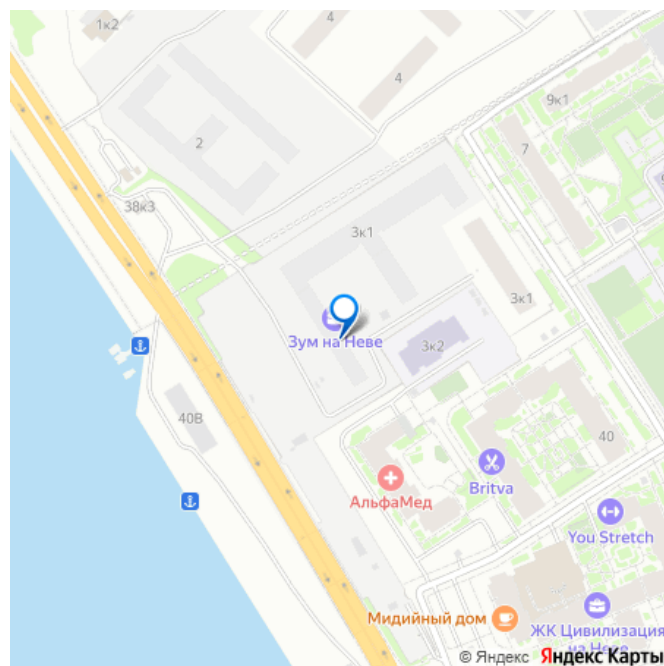 1к2
4
4
9к1
2
7
38к3
3к1
3к1
Зум на Неве
3к2
40В
40
Britva
АльфаМед
You Stretch
Мидийный дом
ЖК Цивилизация
на Неве
© Яндекс Яндекс Карты